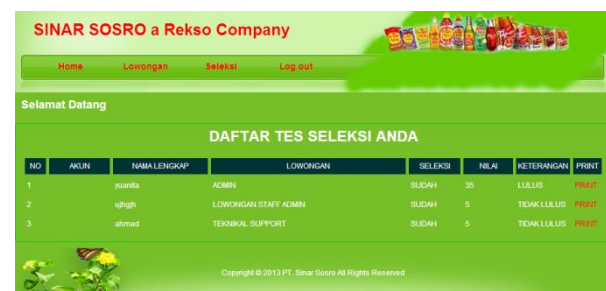 SINAR SOSRO a Rekso Company
Home Lowongan Seleksi Log out
Selamat Datang
DAFTAR TES SELEKSI ANDA
NO AKUN NAMA LENGKAP LOWONGAN SELEKSI NILAI KETERANGAN PRINT
1 yuanita ADMIN SUDAH 35 LULUS PRINT
2 ujhgjh LOWONGAN STAFF ADMIN SUDAH 5 TIDAK LULUS PRINT
3 ahmad TEKNIKAL SUPPORT SUDAH 5 TIDAK LULUS PRINT
Copyright © 2013 PT. Sinar Sosro All Rights Reserved